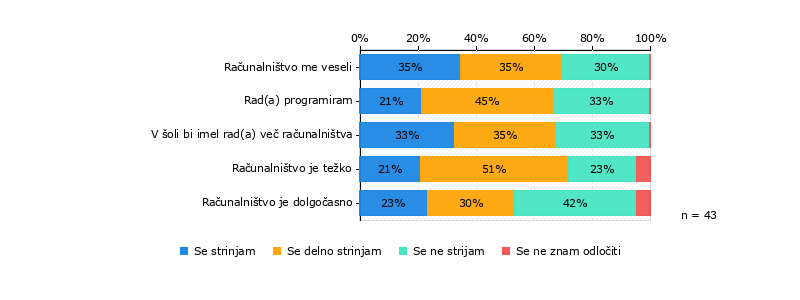 0% 20% 40% 60% 80% 100%
Računalništvo me veseli 35% 35% 30%
Rad(a) programiram 21% 45% 33%
V šoli bi imel rad(a) več računalništva 33% 35% 33%
Računalništvo je težko 21% 51% 23%
Računalništvo je dolgočasno 23% 30% 42%
n = 43
Se strinjam Se delno strinjam Se ne strijam Se ne znam odločiti